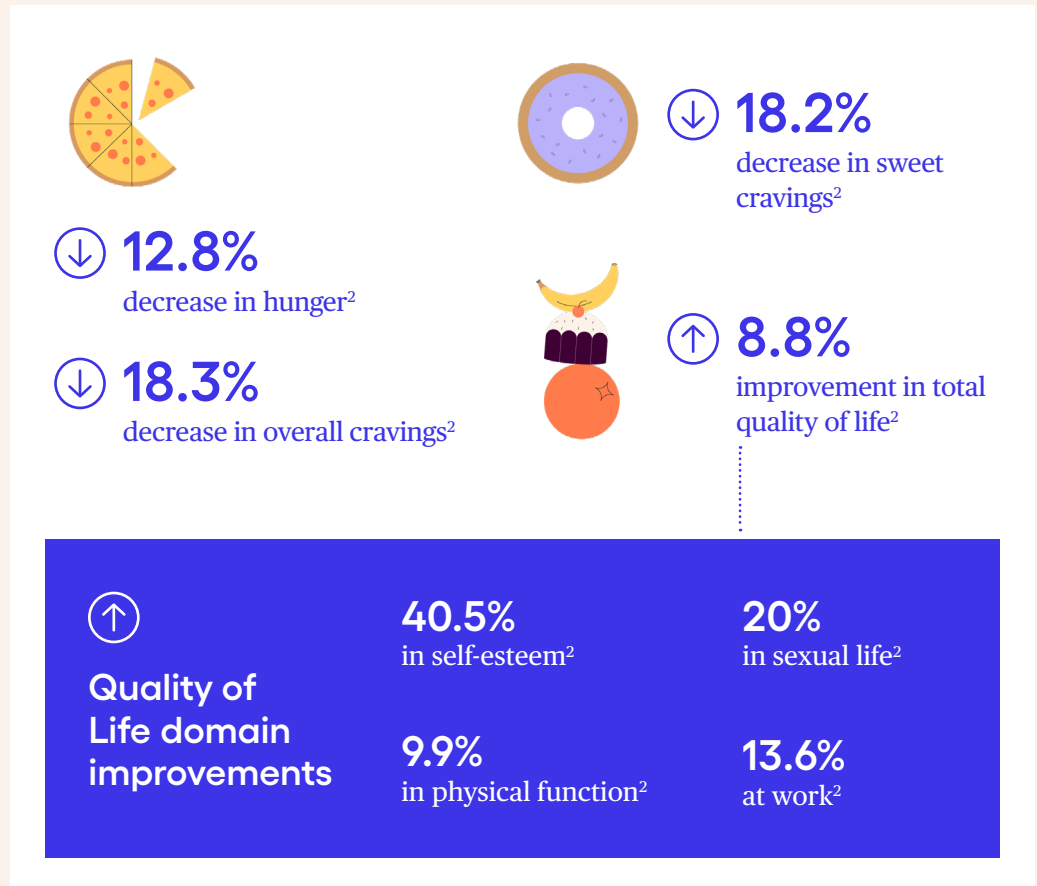 12.8%
decrease in hunger²
18.3%
decrease in overall cravings²
18.2%
decrease in sweet
cravings²
8.8%
improvement in total
quality of life²
Quality of
Life domain
improvements
40.5%
in self-esteem²
20%
in sexual life²
9.9%
in physical function²
13.6%
at work²